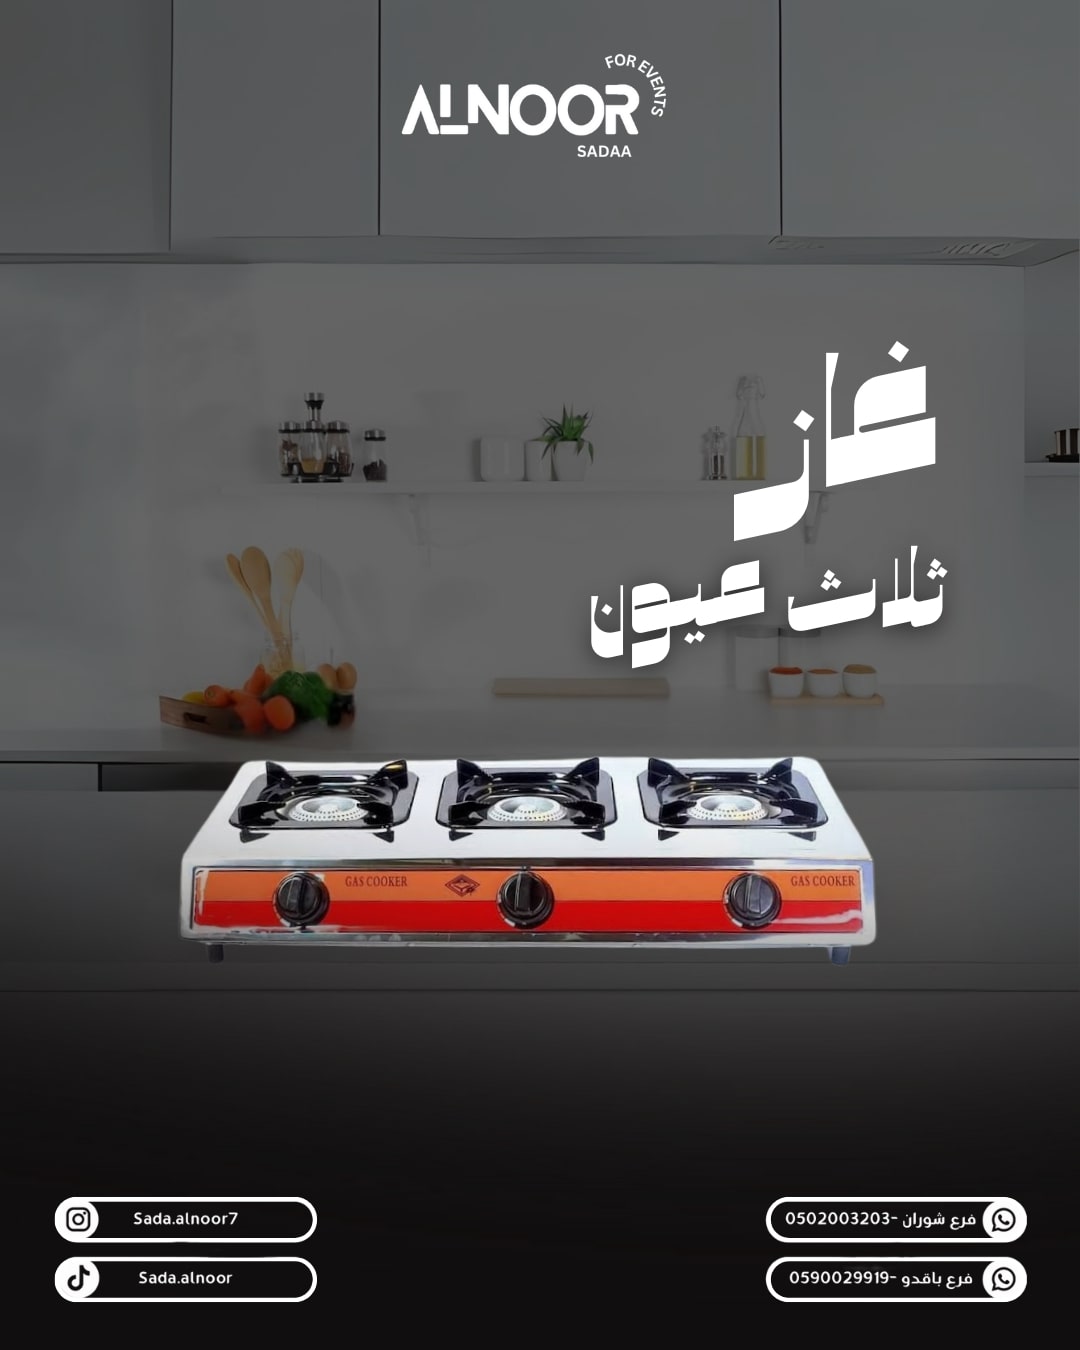 FOR EVENTS
ALNOOR
SADAA
غاز
ثلاث عيون
GAS COOKER
GAS COOKER
Sada.alnoor7
فرع شوران -0502003203
Sada.alnoor
فرع باقدو -0590029919